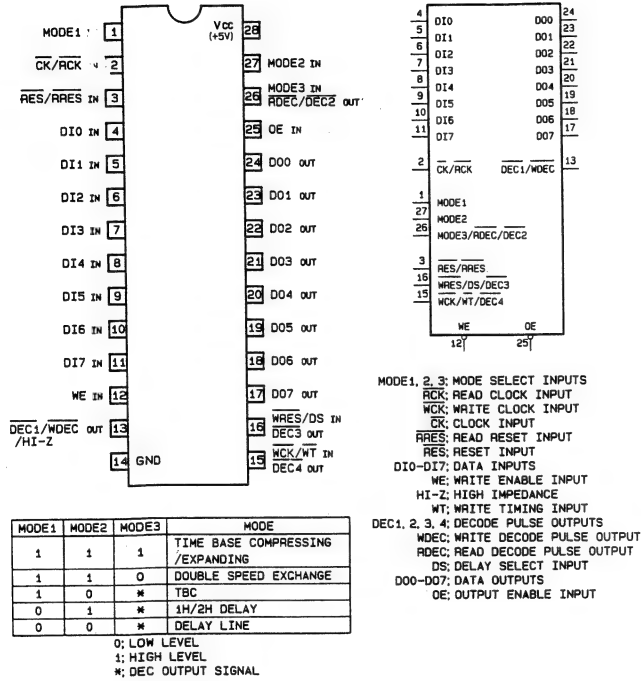 MODE1 1
28 Vcc
(+5V)
CK/RCK 2
27 MODE2 IN
RES/RRES IN 3
26 MODE3 IN
RDEC/DEC2 OUT
DI0 IN 4
25 OE IN
DI1 IN 5
24 DO0 OUT
DI2 IN 6
23 DO1 OUT
DI3 IN 7
22 DO2 OUT
DI4 IN 8
21 DO3 OUT
DI5 IN 9
20 DO4 OUT
DI6 IN 10
19 DO5 OUT
DI7 IN 11
18 DO6 OUT
WE IN 12
17 DO7 OUT
DEC1/WDEC OUT 13
/HI-Z
16 WRES/DS IN
DEC3 OUT
14 GND
15 WCK/WT IN
DEC4 OUT
4 DI0 DO0 24
5 DI1 DO1 23
6 DI2 DO2 22
7 DI3 DO3 21
8 DI4 DO4 20
9 DI5 DO5 19
10 DI6 DO6 18
11 DI7 DO7 17
2 CK/RCK DEC1/WDEC 13
1 MODE1
27 MODE2
26 MODE3/RDEC/DEC2
3 RES/RRES
16 WRES/DS/DEC3
15 WCK/WT/DEC4
WE OE
12 25
MODE1, 2, 3; MODE SELECT INPUTS
RCK; READ CLOCK INPUT
WCK; WRITE CLOCK INPUT
CK; CLOCK INPUT
RRES; READ RESET INPUT
RES; RESET INPUT
DI0-DI7; DATA INPUTS
WE; WRITE ENABLE INPUT
HI-Z; HIGH IMPEDANCE
WT; WRITE TIMING INPUT
DEC1, 2, 3, 4; DECODE PULSE OUTPUTS
WDEC; WRITE DECODE PULSE OUTPUT
RDEC; READ DECODE PULSE OUTPUT
DS; DELAY SELECT INPUT
DO0-DO7; DATA OUTPUTS
OE; OUTPUT ENABLE INPUT
MODE1 MODE2 MODE3 MODE
1 1 1 TIME BASE COMPRESSING
/EXPANDING
1 1 0 DOUBLE SPEED EXCHANGE
1 0 * TBC
0 1 * 1H/2H DELAY
0 0 * DELAY LINE
0; LOW LEVEL
1; HIGH LEVEL
*; DEC OUTPUT SIGNAL